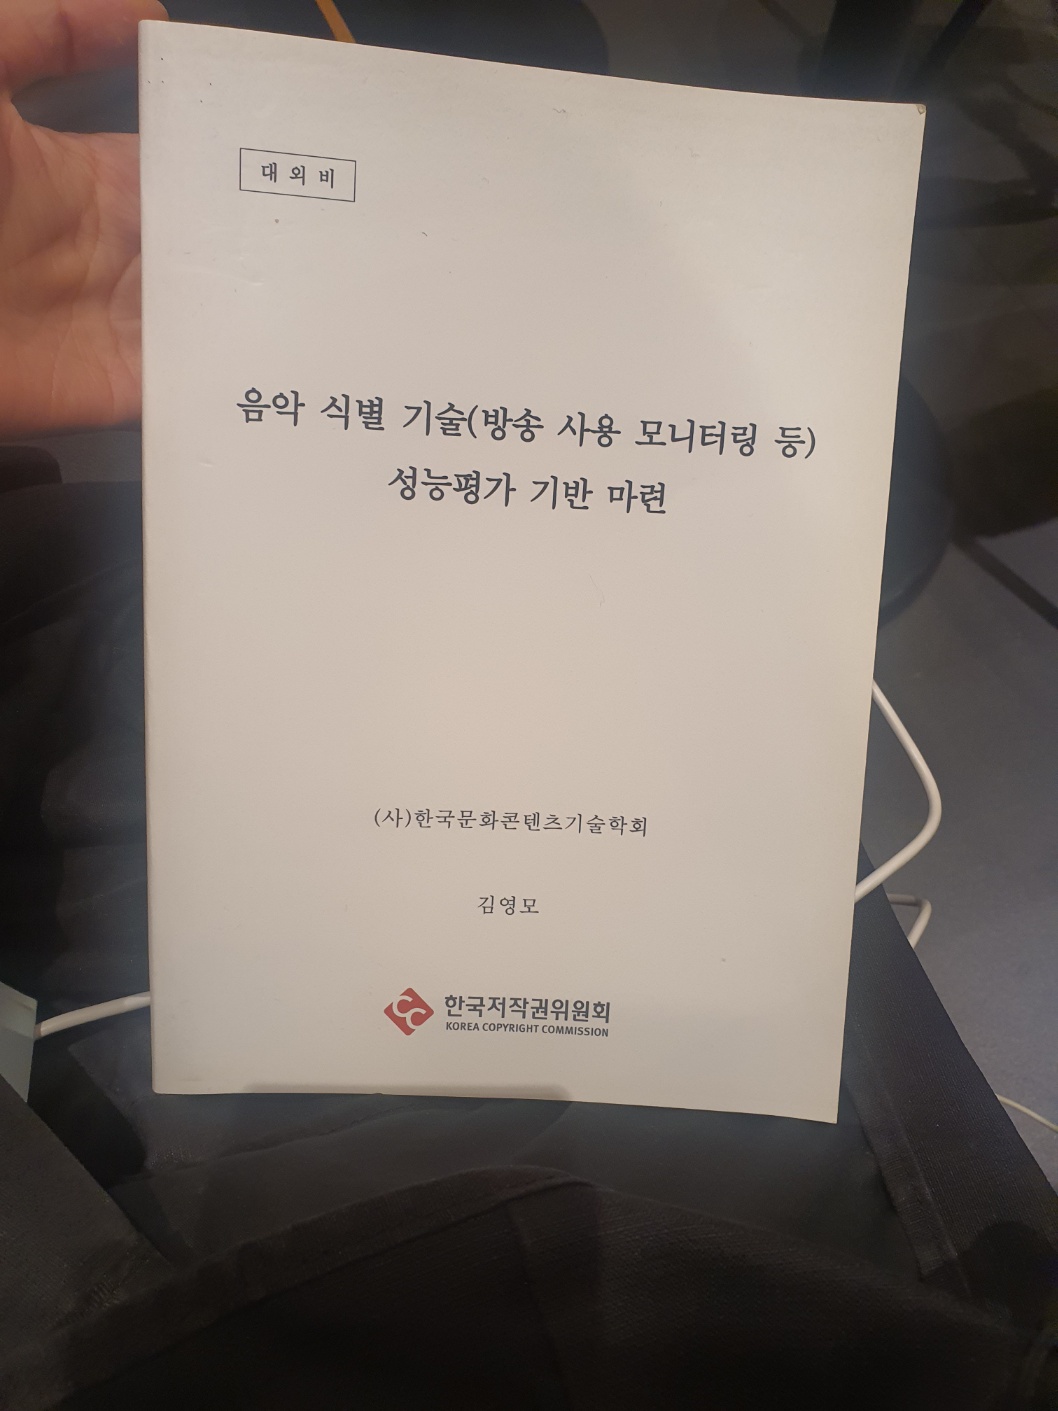 대 외 비
음악 식별 기술(방송 사용 모니터링 등)
성능평가 기반 마련
(사)한국문화콘텐츠기술학회
김영모
한국저작권위원회
KOREA COPYRIGHT COMMISSION